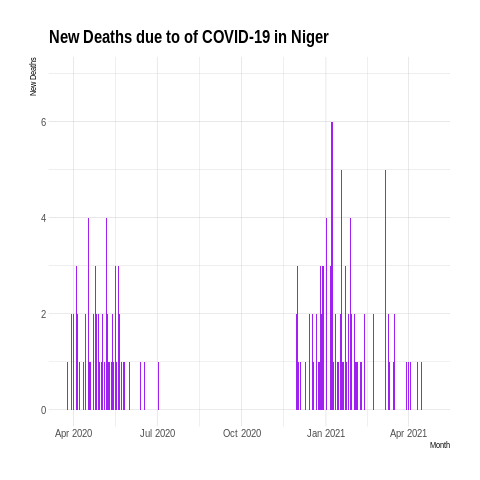 New Deaths due to of COVID-19 in Niger
New Deaths
6
4
2
0
Apr 2020 Jul 2020 Oct 2020 Jan 2021 Apr 2021
Month